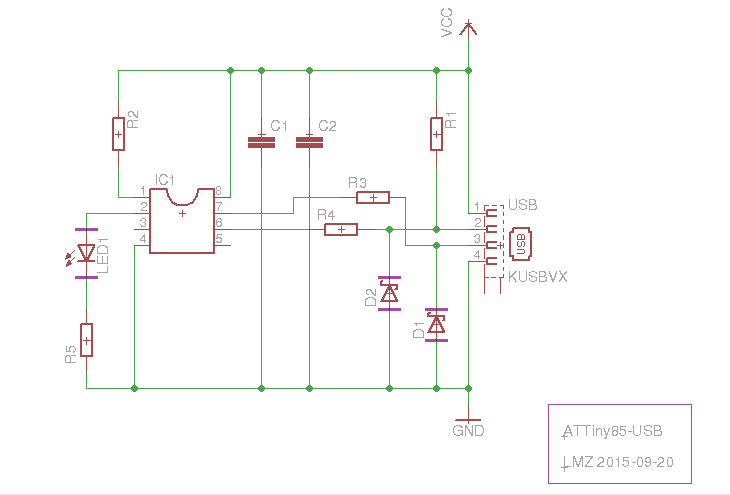 VCC
R2
C1
C2
R1
IC1
1
2
3
4
8
7
6
5
R3
R4
USB
1
2
3
4
USB
KUSBVX
LED1
D2
D1
R5
GND
ATTiny85-USB
LMZ 2015-09-20